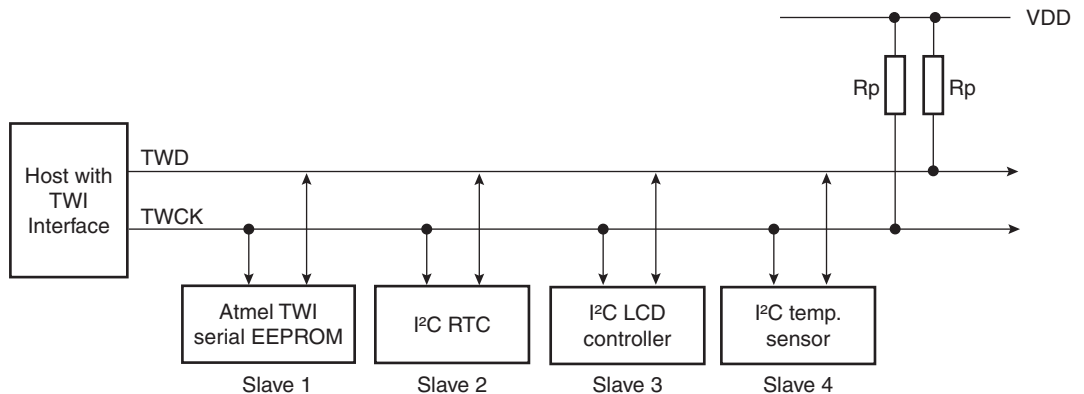 VDD
Rp
Rp
Host with
TWI
Interface
TWD
TWCK
Atmel TWI
serial EEPROM
Slave 1
I²C RTC
Slave 2
I²C LCD
controller
Slave 3
I²C temp.
sensor
Slave 4